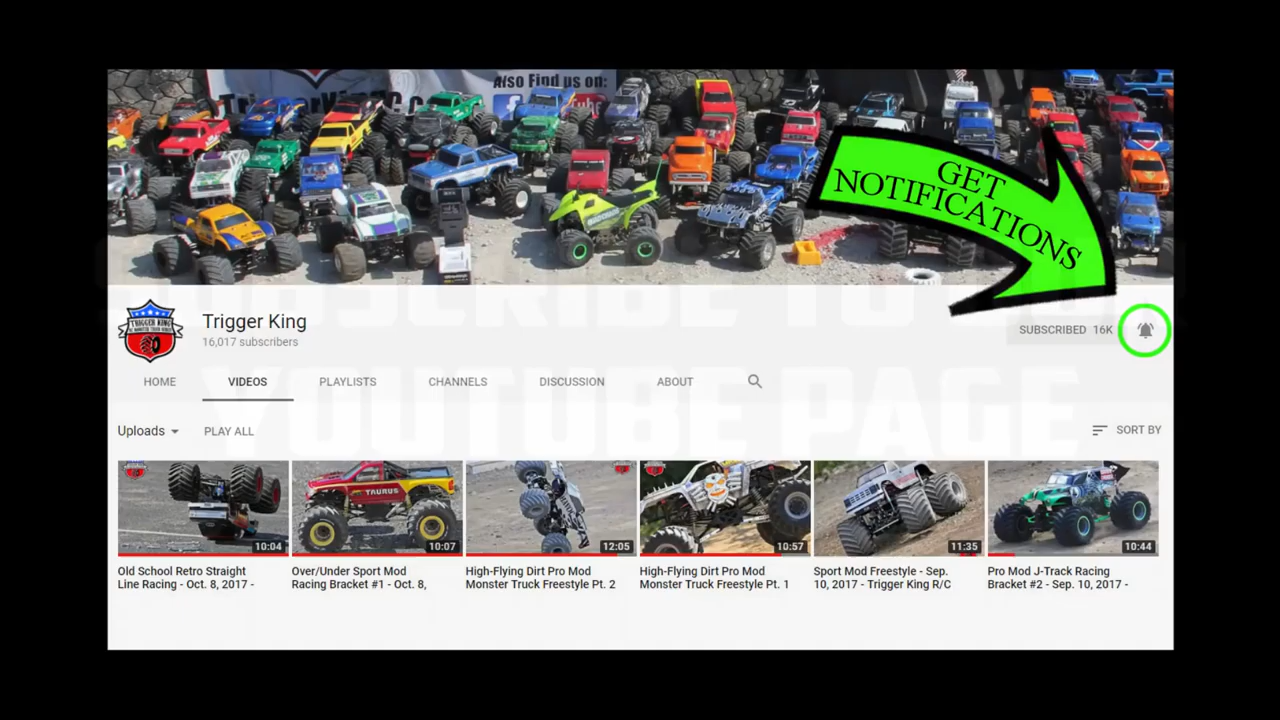 Also Find us on:
GET
NOTIFICATIONS
SUBSCRIBE TO OUR
YOUTUBE PAGE
Trigger King
16,017 subscribers
SUBSCRIBED 16K
HOME VIDEOS PLAYLISTS CHANNELS DISCUSSION ABOUT
Uploads PLAY ALL SORT BY
TAURUS
10:04 10:07 12:05 10:57 11:35 10:44
Old School Retro Straight
Line Racing - Oct. 8, 2017 -
Over/Under Sport Mod
Racing Bracket #1 - Oct. 8,
High-Flying Dirt Pro Mod
Monster Truck Freestyle Pt. 2
High-Flying Dirt Pro Mod
Monster Truck Freestyle Pt. 1
Sport Mod Freestyle - Sep.
10, 2017 - Trigger King R/C
Pro Mod J-Track Racing
Bracket #2 - Sep. 10, 2017 -